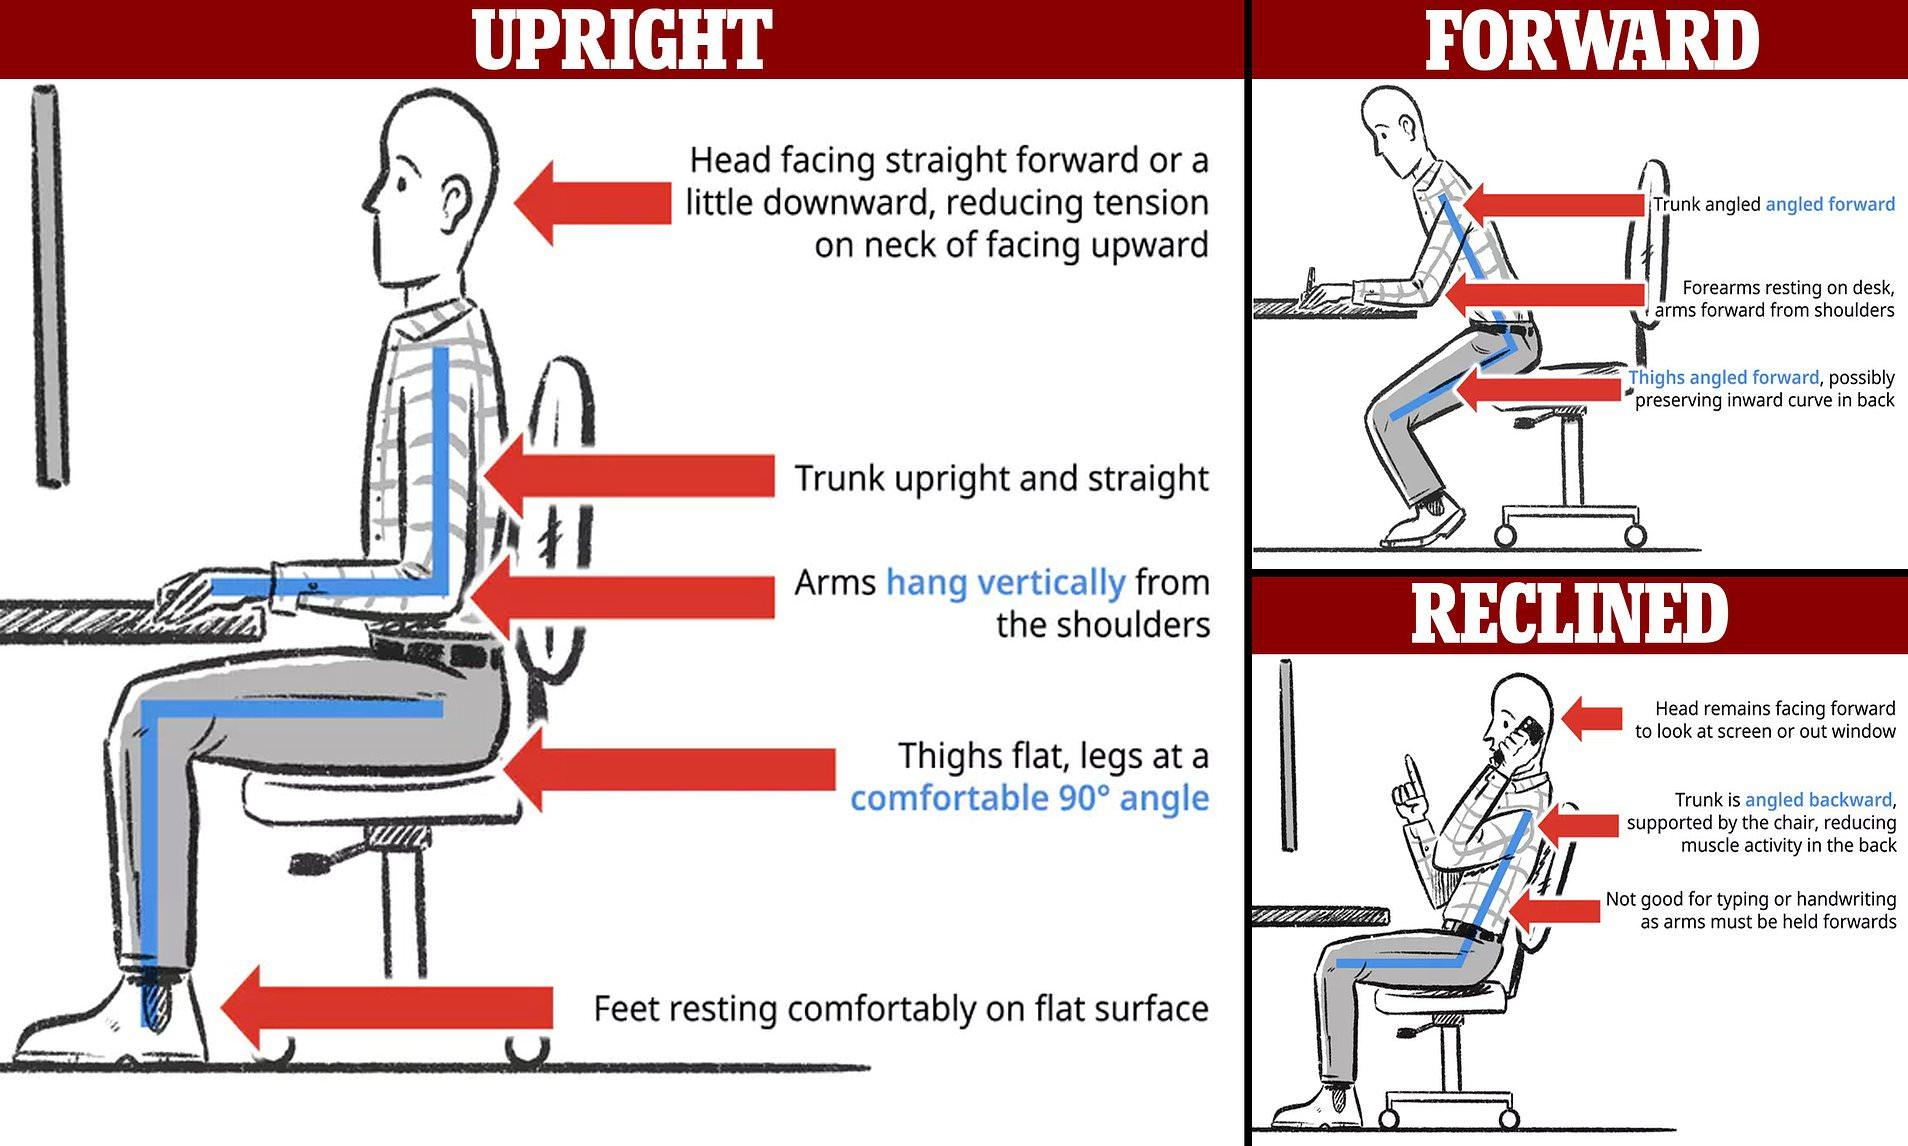 UPRIGHT
Head facing straight forward or a
little downward, reducing tension
on neck of facing upward
Trunk upright and straight
Arms hang vertically from
the shoulders
Thighs flat, legs at a
comfortable 90° angle
Feet resting comfortably on flat surface
FORWARD
Trunk angled angled forward
Forearms resting on desk,
arms forward from shoulders
Thighs angled forward, possibly
preserving inward curve in back
RECLINED
Head remains facing forward
to look at screen or out window
Trunk is angled backward,
supported by the chair, reducing
muscle activity in the back
Not good for typing or handwriting
as arms must be held forwards